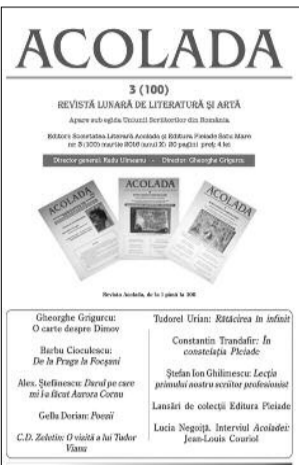 ACOLADA
3 (100)
REVISTĂ LUNARĂ DE LITERATURĂ ȘI ARTĂ
Apare sub egida Uniunii Scriitorilor din România
Editori: Societatea Literară Acolada și Editura Pleiade Satu Mare
nr. 3 (100) martie 2016 (anul X) 20 pagini preț: 4 lei
Director general: Radu Ulmeanu - Director: Gheorghe Grigurcu
ACOLADA
ACOLADA
ACOLADA
Revista Acolada, de la 1 până la 100
Gheorghe Grigurcu:
O carte despre Dimov
Barbu Cioculescu:
De la Praga la Focșani
Alex. Ștefănescu: Darul pe care
mi l-a făcut Aurora Cornu
Gellu Dorian: Poezii
C.D. Zeletin: O vizită a lui Tudor
Vianu
Tudorel Urian: Rătăcirea în infinit
Constantin Trandafir: În
constelația Pleiade
Ștefan Ion Ghilimescu: Lecția
primului nostru scriitor profesionist
Lansări de colecții Editura Pleiade
Lucia Negoiță, Interviul Acoladei:
Jean-Louis Couriol